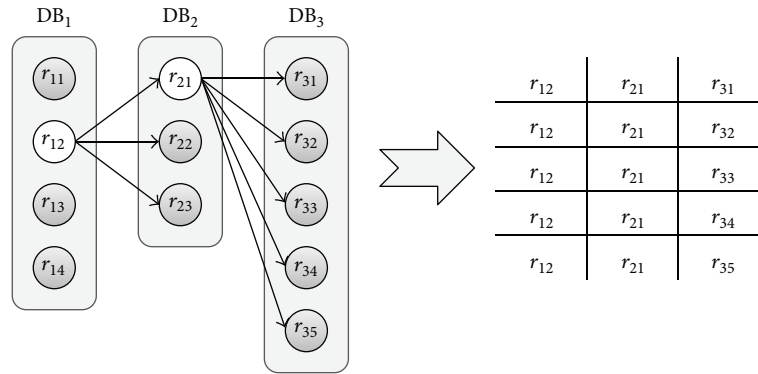 DB₁ DB₂ DB₃
r₁₁ r₂₁ r₃₁
r₁₂ r₂₂ r₃₂
r₁₃ r₂₃ r₃₃
r₁₄ r₃₄
r₃₅
r₁₂ r₂₁ r₃₁
r₁₂ r₂₁ r₃₂
r₁₂ r₂₁ r₃₃
r₁₂ r₂₁ r₃₄
r₁₂ r₂₁ r₃₅